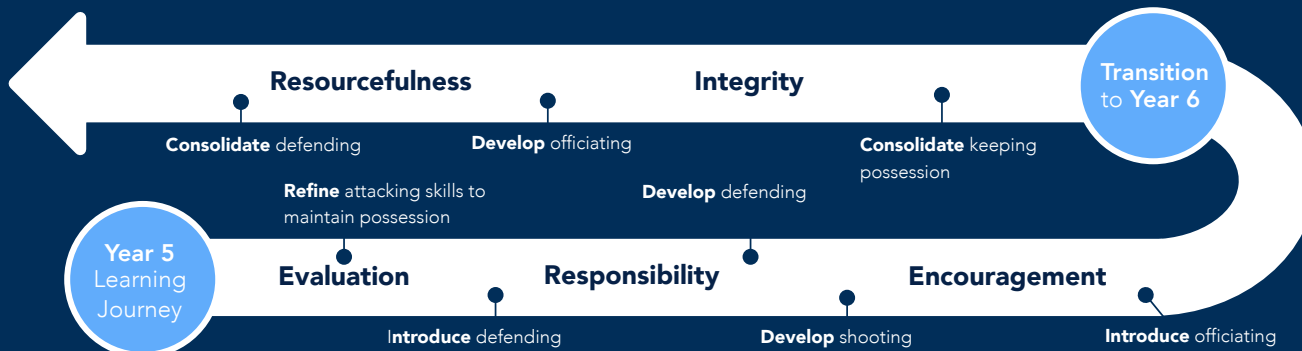 Resourcefulness
Integrity
Transition
to Year 6
Consolidate defending
Develop officiating
Consolidate keeping
possession
Refine attacking skills to
maintain possession
Develop defending
Year 5
Learning
Journey
Evaluation
Responsibility
Encouragement
Introduce defending
Develop shooting
Introduce officiating